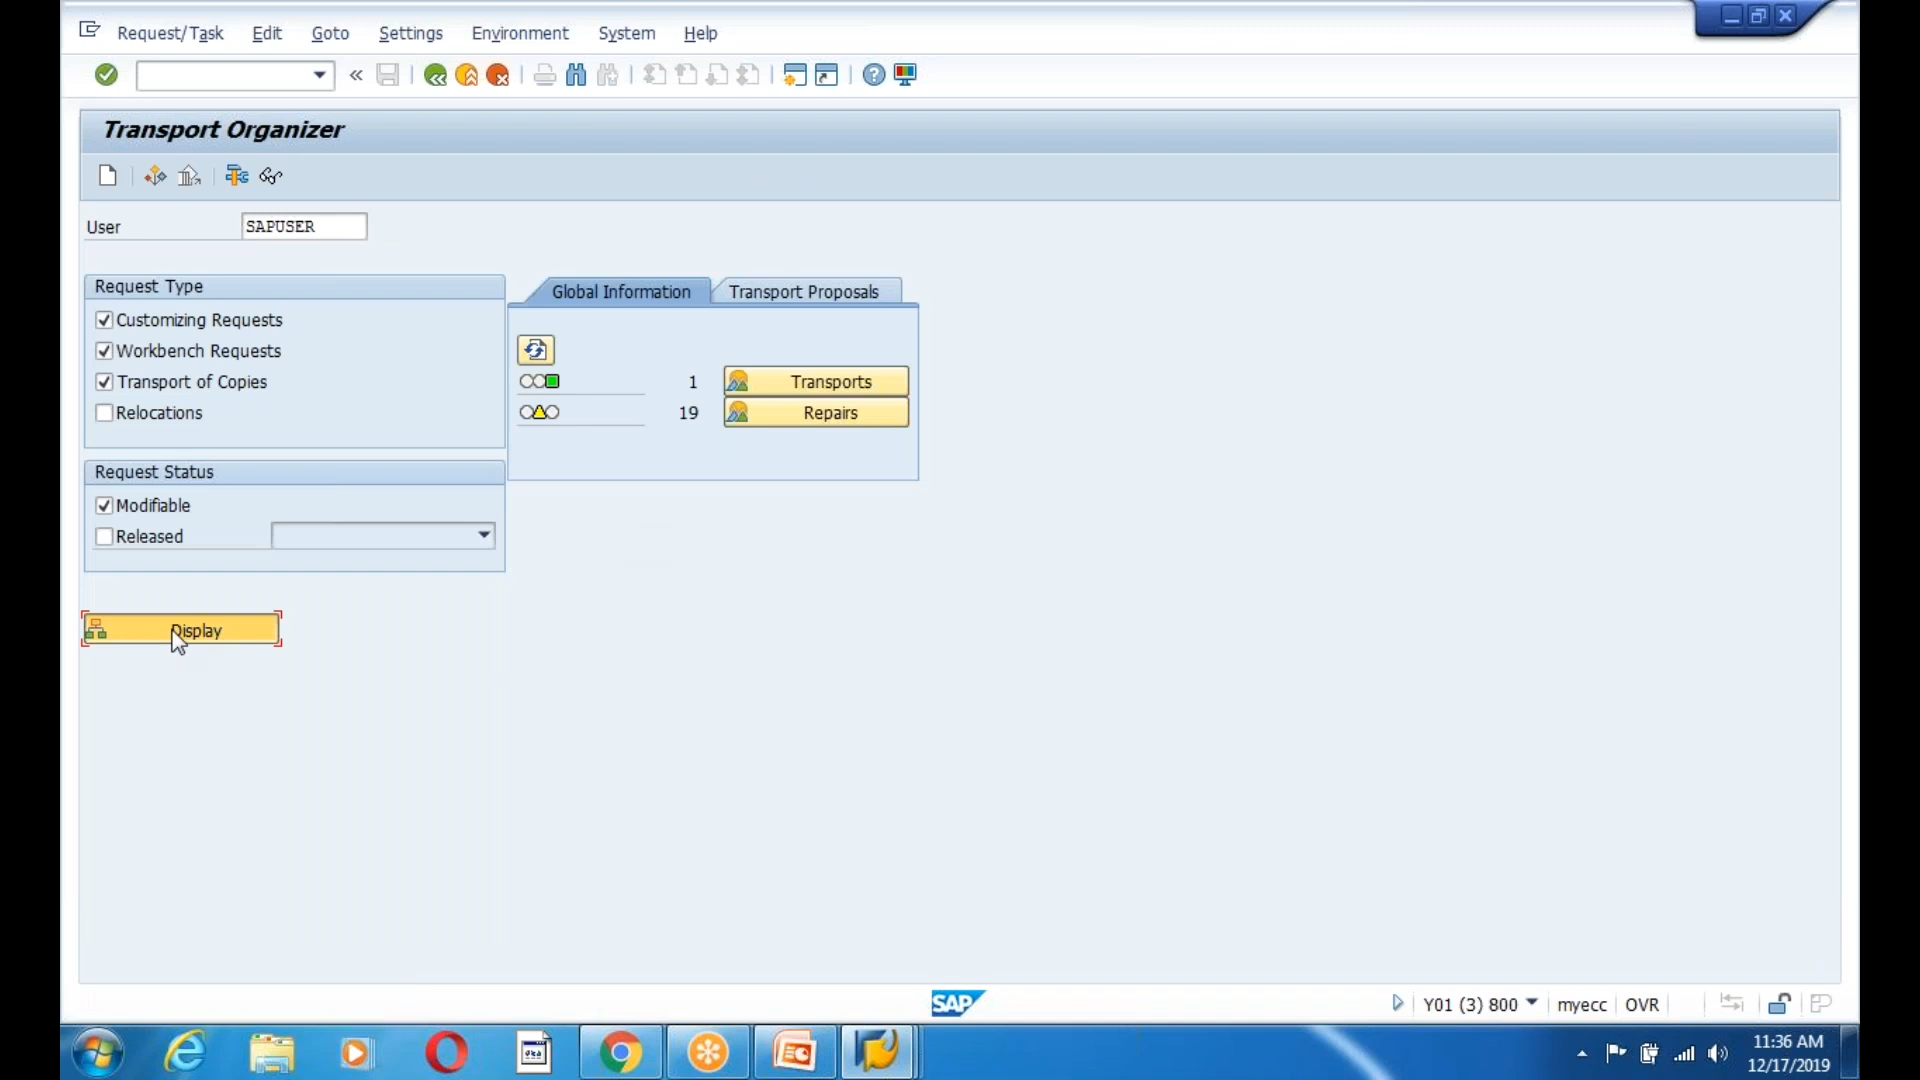 Request/Task Edit Goto Settings Environment System Help
Transport Organizer
User SAPUSER
Request Type
Customizing Requests
Workbench Requests
Transport of Copies
Relocations
Global Information Transport Proposals
1 Transports
19 Repairs
Request Status
Modifiable
Released
Display
SAP
Y01 (3) 800 myecc OVR
11:36 AM
12/17/2019